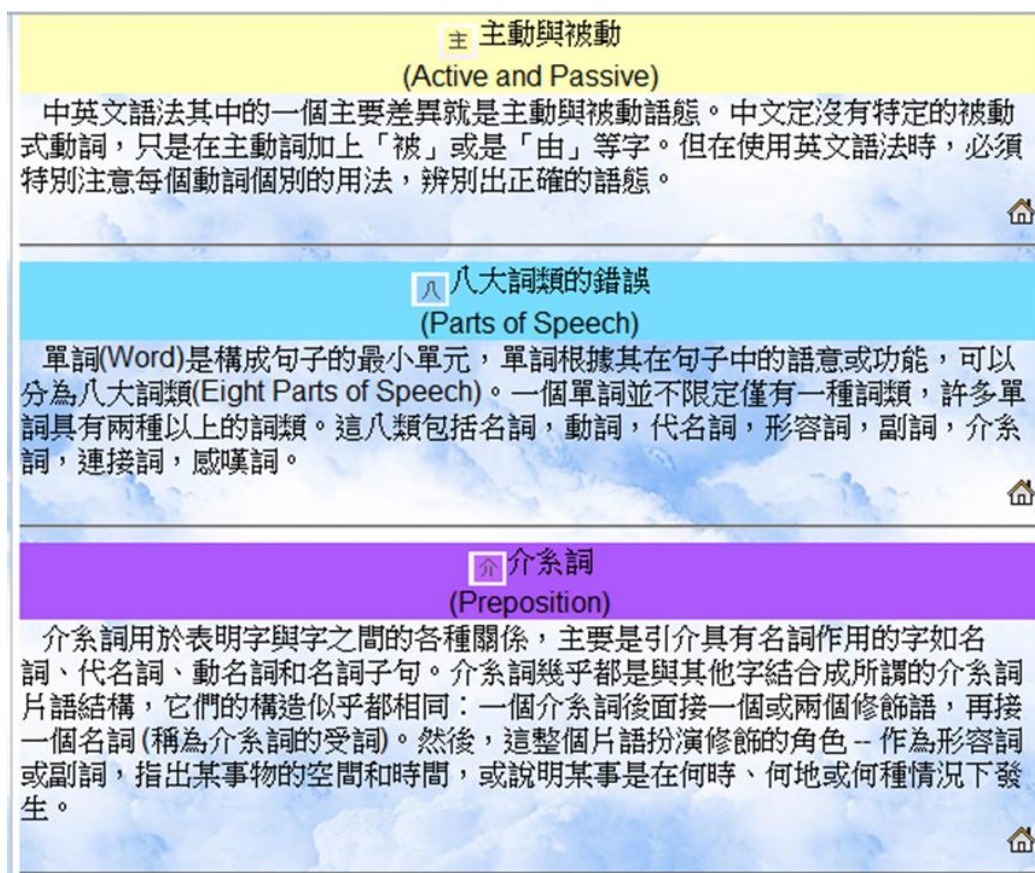 主 主動與被動
(Active and Passive)
中英文語法其中的一個主要差異就是主動與被動語態。中文定沒有特定的被動
式動詞，只是在主動詞加上「被」或是「由」等字。但在使用英文語法時，必須
特別注意每個動詞個別的用法，辨別出正確的語態。
八 八大詞類的錯誤
(Parts of Speech)
單詞(Word)是構成句子的最小單元，單詞根據其在句子中的語意或功能，可以
分為八大詞類(Eight Parts of Speech)。一個單詞並不限定僅有一種詞類，許多單
詞具有兩種以上的詞類。這八類包括名詞，動詞，代名詞，形容詞，副詞，介系
詞，連接詞，感嘆詞。
介 介系詞
(Preposition)
介系詞用於表明字與字之間的各種關係，主要是引介具有名詞作用的字如名
詞、代名詞、動名詞和名詞子句。介系詞幾乎都是與其他字結合成所謂的介系詞
片語結構，它們的構造似乎都相同：一個介系詞後面接一個或兩個修飾語，再接
一個名詞 (稱為介系詞的受詞)。然後，這整個片語扮演修飾的角色 -- 作為形容詞
或副詞，指出某事物的空間和時間，或說明某事是在何時、何地或何種情況下發
生。